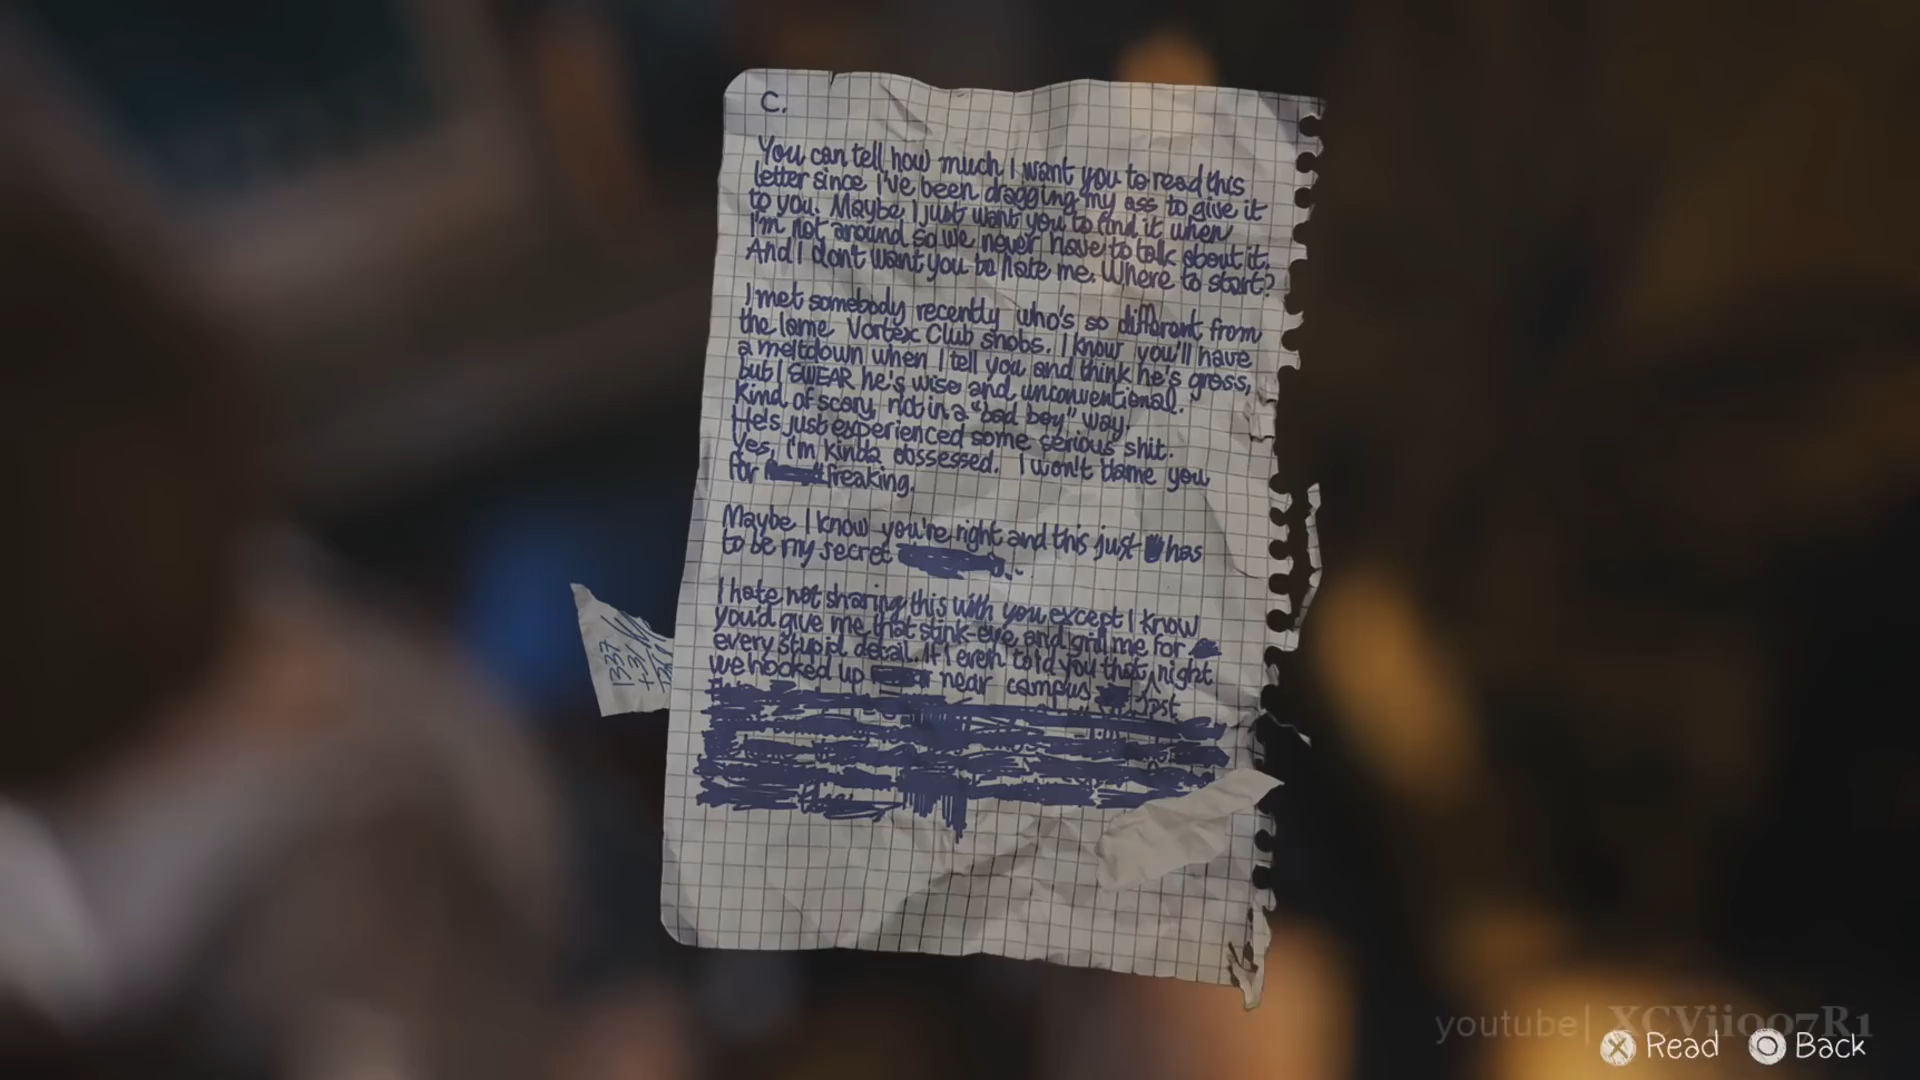 C.
You can tell how much I want you to read this
letter since I've been dragging my ass to give it
to you. Maybe I just want you to find it when
I'm not around so we never have to talk about it.
And I don't want you to hate me. Where to start?
I met somebody recently who's so different from
the lame Vortex Club snobs. I know you'll have
a meltdown when I tell you and think he's gross,
but I SWEAR he's wise and unconventional.
Kind of scary, not in a "bad boy" way.
He's just experienced some serious shit.
Yes, I'm kinda obssessed. I won't blame you
for freaking.
Maybe I know you're right and this just has
to be my secret
I hate not sharing this with you except I know
you'd give me that stink-eye and grill me for
every stupid detail. If I even told you that night
we hooked up near campus just
1337
+3
youtube| XCVii007R1
Read Back